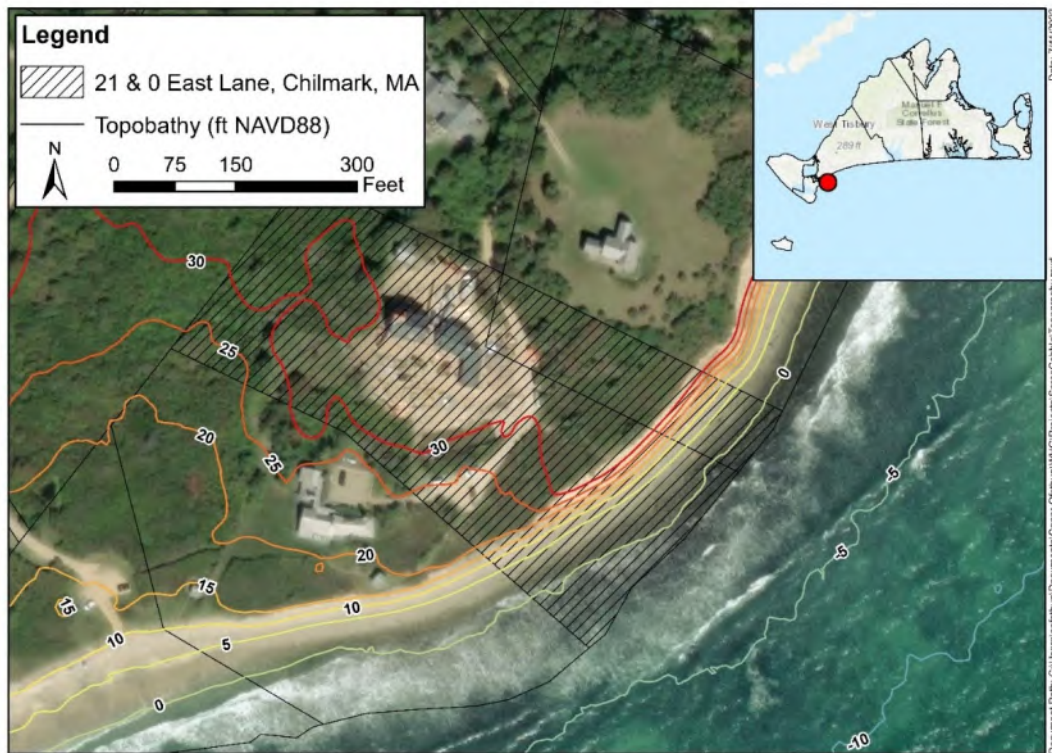 Legend
21 & 0 East Lane, Chilmark, MA
Topobathy (ft NAVD88)
N
0 75 150 300
Feet
West Tisbury
289 ft
State Forest
30
25
20
25
30
20
15
15
10
10
5
0
0
-5
-5
-10